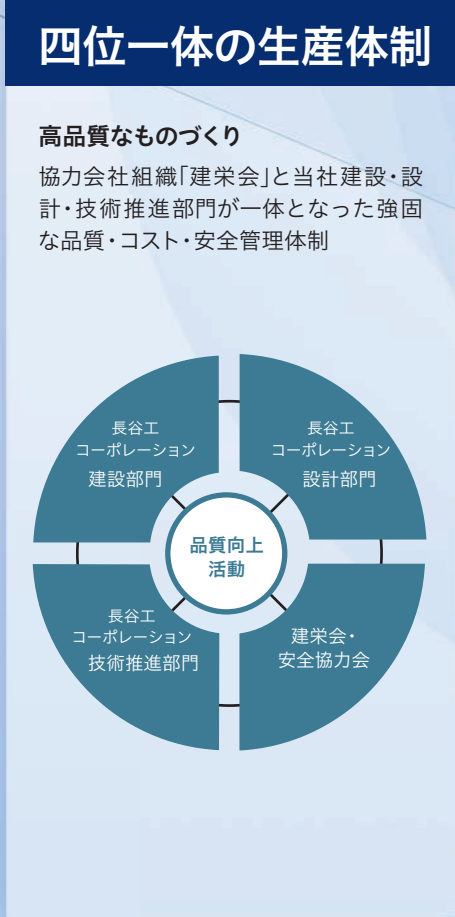 四位一体の生産体制
高品質なものづくり
協力会社組織「建栄会」と当社建設・設
計・技術推進部門が一体となった強固
な品質・コスト・安全管理体制
長谷工
コーポレーション
建設部門
長谷工
コーポレーション
設計部門
品質向上
活動
長谷工
コーポレーション
技術推進部門
建栄会・
安全協力会